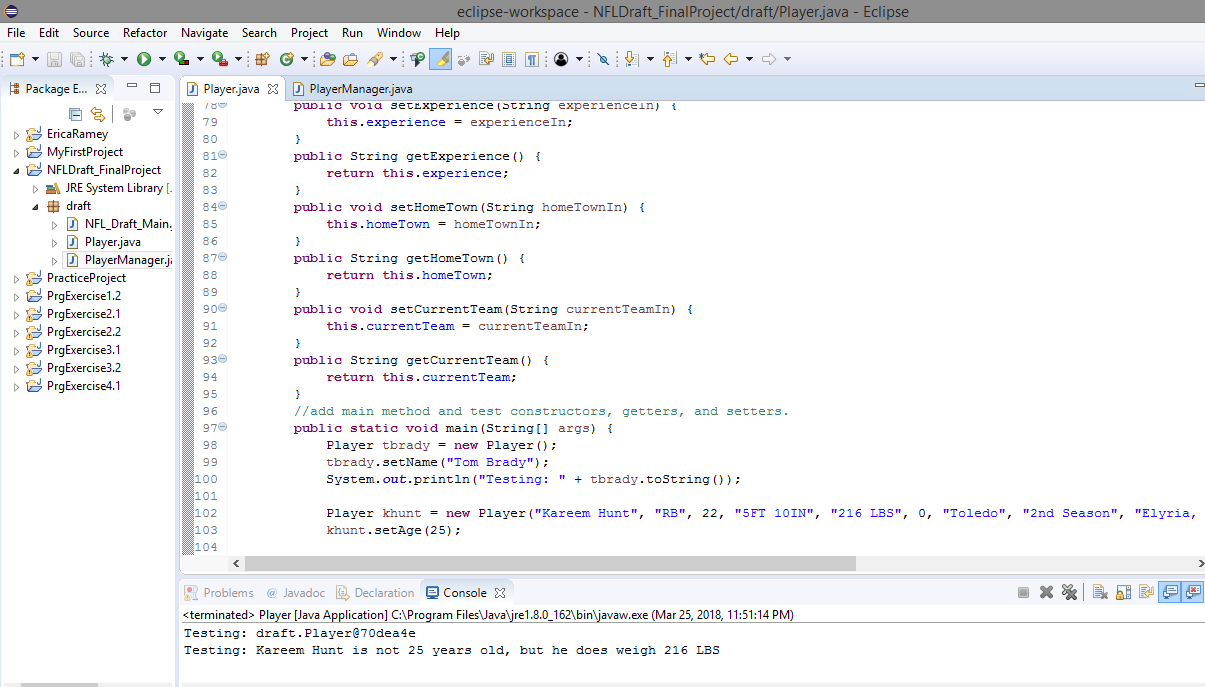 eclipse-workspace - NFLDraft_FinalProject/draft/Player.java - Eclipse
File Edit Source Refactor Navigate Search Project Run Window Help
Package E...
Player.java
PlayerManager.java
EricaRamey
MyFirstProject
NFLDraft_FinalProject
JRE System Library [.
draft
NFL_Draft_Main.
Player.java
PlayerManager.ja
PracticeProject
PrgExercise1.2
PrgExercise2.1
PrgExercise2.2
PrgExercise3.1
PrgExercise3.2
PrgExercise4.1
78 public void setExperience(String experienceIn) {
79 this.experience = experienceIn;
80 }
81 public String getExperience() {
82 return this.experience;
83 }
84 public void setHomeTown(String homeTownIn) {
85 this.homeTown = homeTownIn;
86 }
87 public String getHomeTown() {
88 return this.homeTown;
89 }
90 public void setCurrentTeam(String currentTeamIn) {
91 this.currentTeam = currentTeamIn;
92 }
93 public String getCurrentTeam() {
94 return this.currentTeam;
95 }
96 //add main method and test constructors, getters, and setters.
97 public static void main(String[] args) {
98 Player tbrady = new Player();
99 tbrady.setName("Tom Brady");
100 System.out.println("Testing: " + tbrady.toString());
101
102 Player khunt = new Player("Kareem Hunt", "RB", 22, "5FT 10IN", "216 LBS", 0, "Toledo", "2nd Season", "Elyria,
103 khunt.setAge(25);
104
Problems @ Javadoc Declaration Console
<terminated> Player [Java Application] C:\Program Files\Java\jre1.8.0_162\bin\javaw.exe (Mar 25, 2018, 11:51:14 PM)
Testing: draft.Player@70dea4e
Testing: Kareem Hunt is not 25 years old, but he does weigh 216 LBS